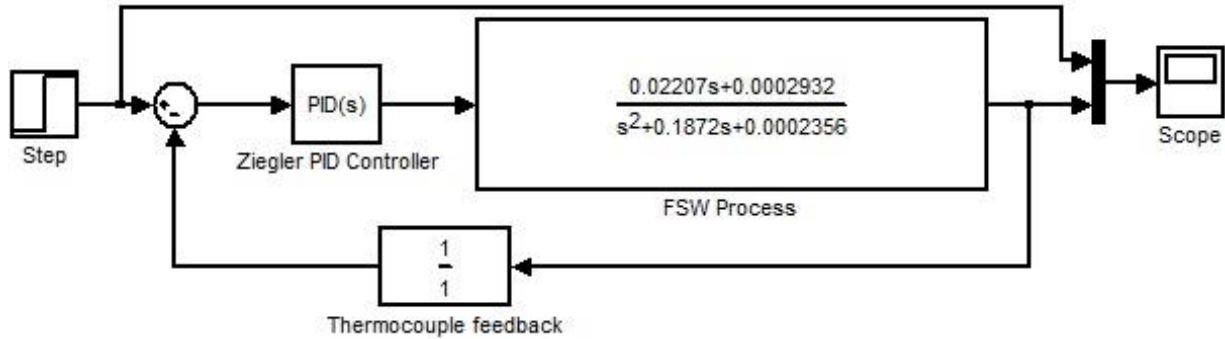 0.02207s+0.0002932
s²+0.1872s+0.0002356
+
-
PID(s)
Step
Ziegler PID Controller
FSW Process
Scope
1
1
Thermocouple feedback